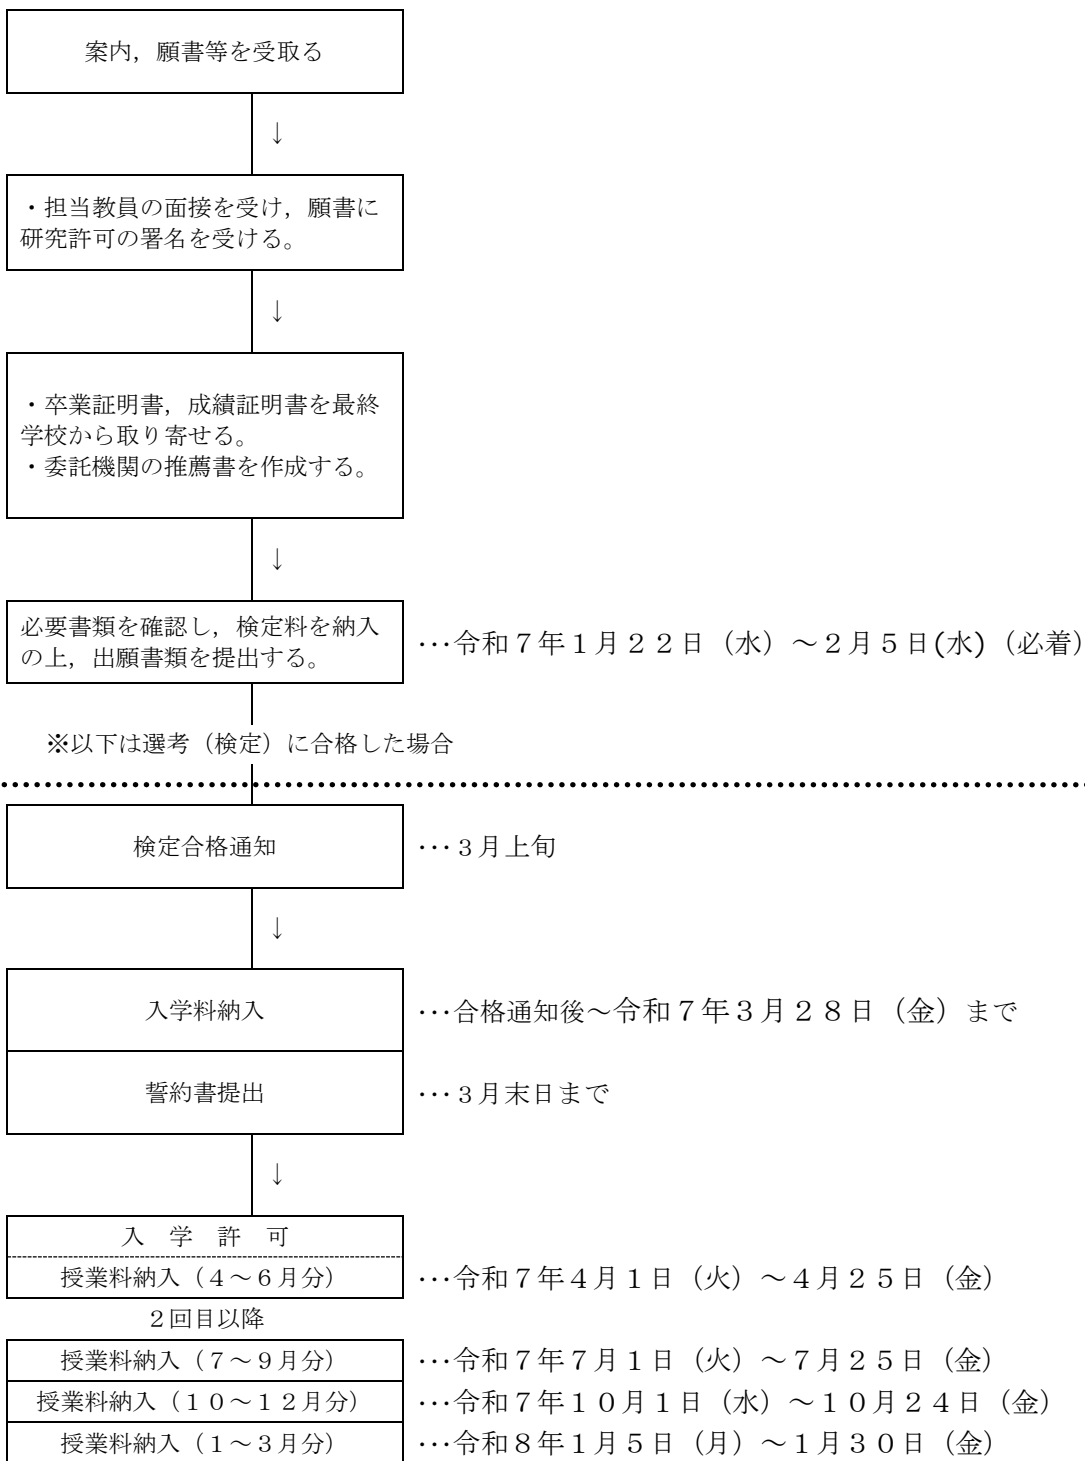 案内，願書等を受取る
↓
・担当教員の面接を受け，願書に
研究許可の署名を受ける。
↓
・卒業証明書，成績証明書を最終
学校から取り寄せる。
・委託機関の推薦書を作成する。
↓
必要書類を確認し，検定料を納入
の上，出願書類を提出する。
…令和７年１月２２日（水）～２月５日(水)（必着）
※以下は選考（検定）に合格した場合
検定合格通知 …３月上旬
↓
入学料納入 …合格通知後～令和７年３月２８日（金）まで
誓約書提出 …３月末日まで
↓
入　学　許　可
授業料納入（４～６月分） …令和７年４月１日（火）～４月２５日（金）
２回目以降
授業料納入（７～９月分） …令和７年７月１日（火）～７月２５日（金）
授業料納入（１０～１２月分） …令和７年１０月１日（水）～１０月２４日（金）
授業料納入（１～３月分） …令和８年１月５日（月）～１月３０日（金）